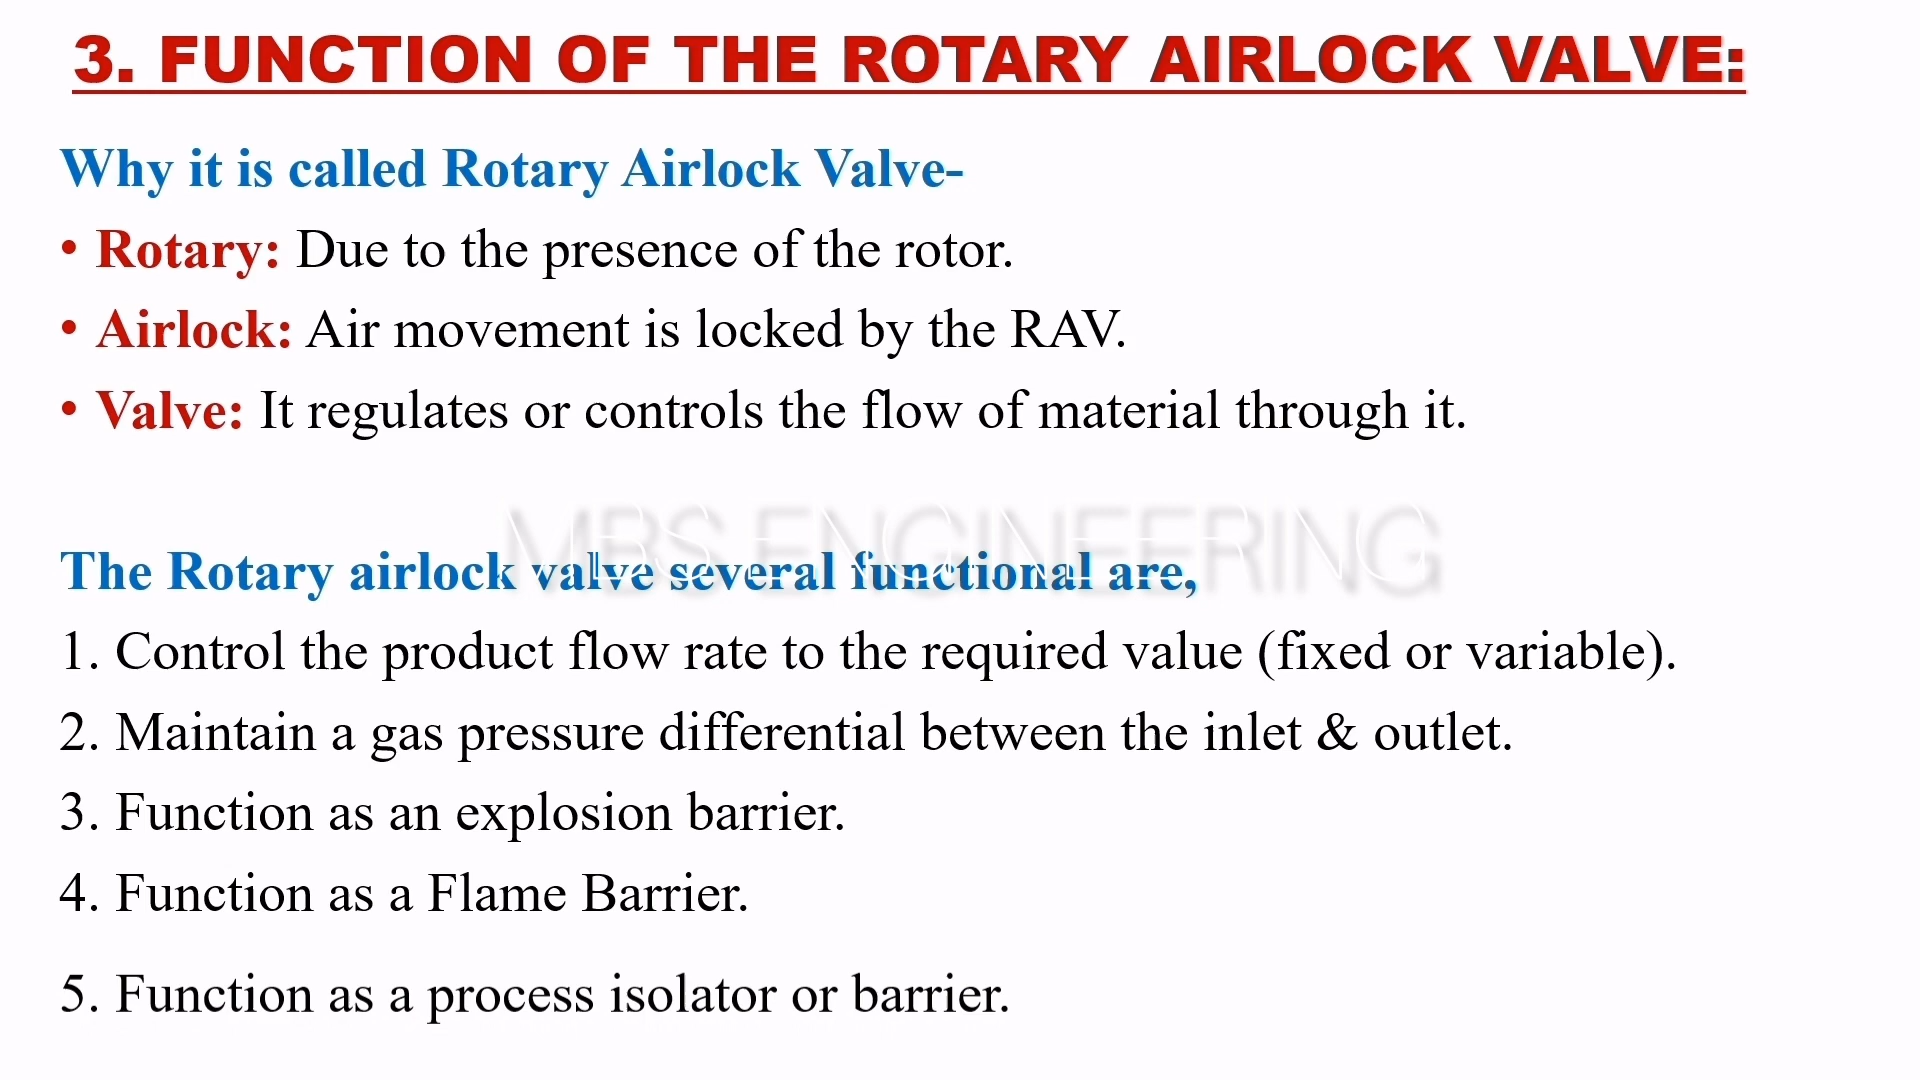 3. FUNCTION OF THE ROTARY AIRLOCK VALVE:
Why it is called Rotary Airlock Valve-
• Rotary: Due to the presence of the rotor.
• Airlock: Air movement is locked by the RAV.
• Valve: It regulates or controls the flow of material through it.
MBS ENGINEERING
The Rotary airlock valve several functional are,
1. Control the product flow rate to the required value (fixed or variable).
2. Maintain a gas pressure differential between the inlet & outlet.
3. Function as an explosion barrier.
4. Function as a Flame Barrier.
5. Function as a process isolator or barrier.